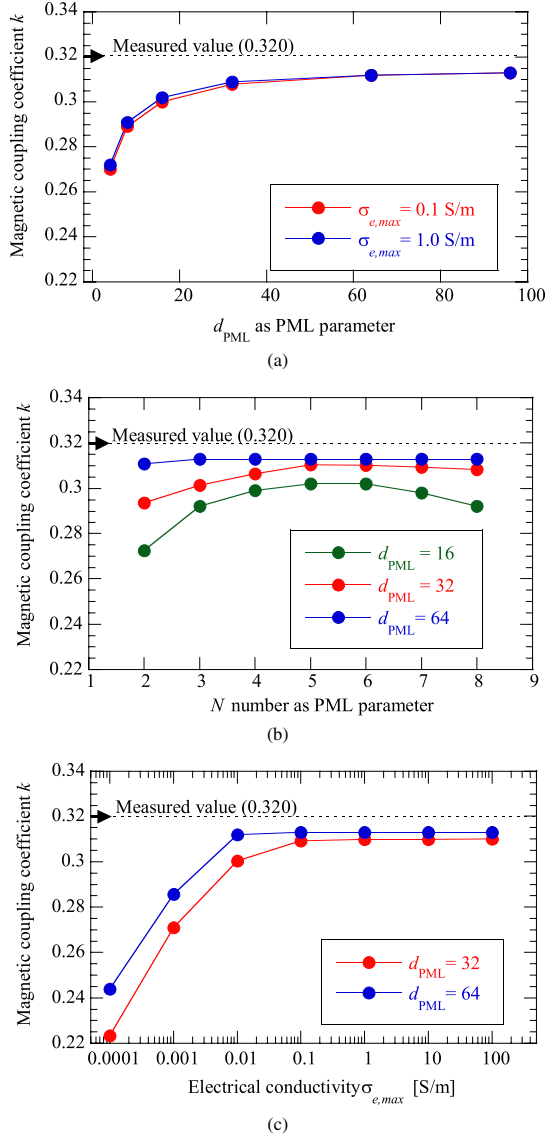 0.34
0.32
0.3
0.28
0.26
0.24
0.22
Magnetic coupling coefficient k
Measured value (0.320)
σe,max = 0.1 S/m
σe,max = 1.0 S/m
0 20 40 60 80 100
dPML as PML parameter
(a)
0.34
0.32
0.3
0.28
0.26
0.24
0.22
Magnetic coupling coefficient k
Measured value (0.320)
dPML = 16
dPML = 32
dPML = 64
1 2 3 4 5 6 7 8 9
N number as PML parameter
(b)
0.34
0.32
0.3
0.28
0.26
0.24
0.22
Magnetic coupling coefficient k
Measured value (0.320)
dPML = 32
dPML = 64
0.0001 0.001 0.01 0.1 1 10 100
Electrical conductivity σe,max [S/m]
(c)